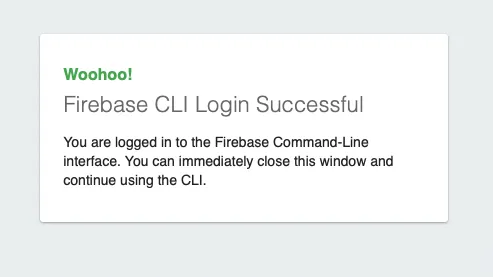 Woohoo!
Firebase CLI Login Successful
You are logged in to the Firebase Command-Line
interface. You can immediately close this window and
continue using the CLI.